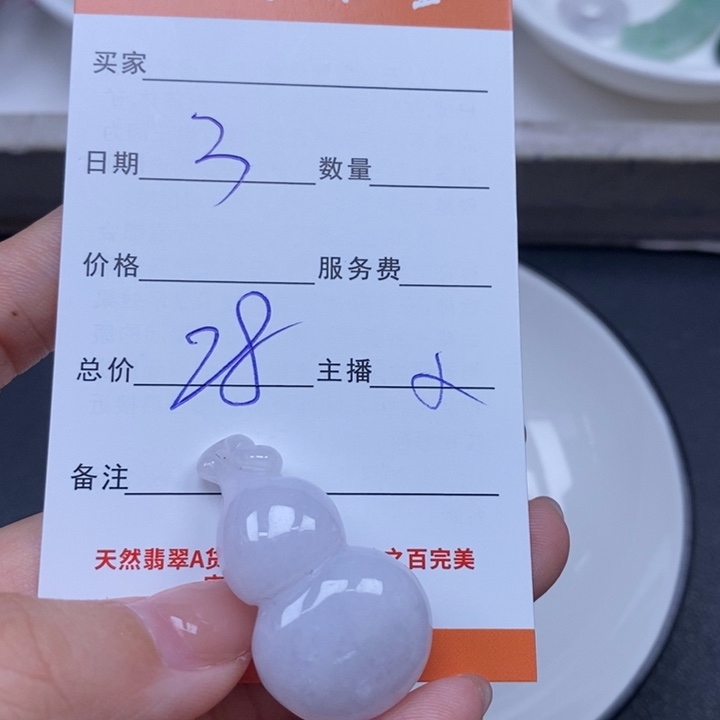 买家
日期 3 数量
价格 服务费
总价 28 主播
备注
天然翡翠A货 之百完美